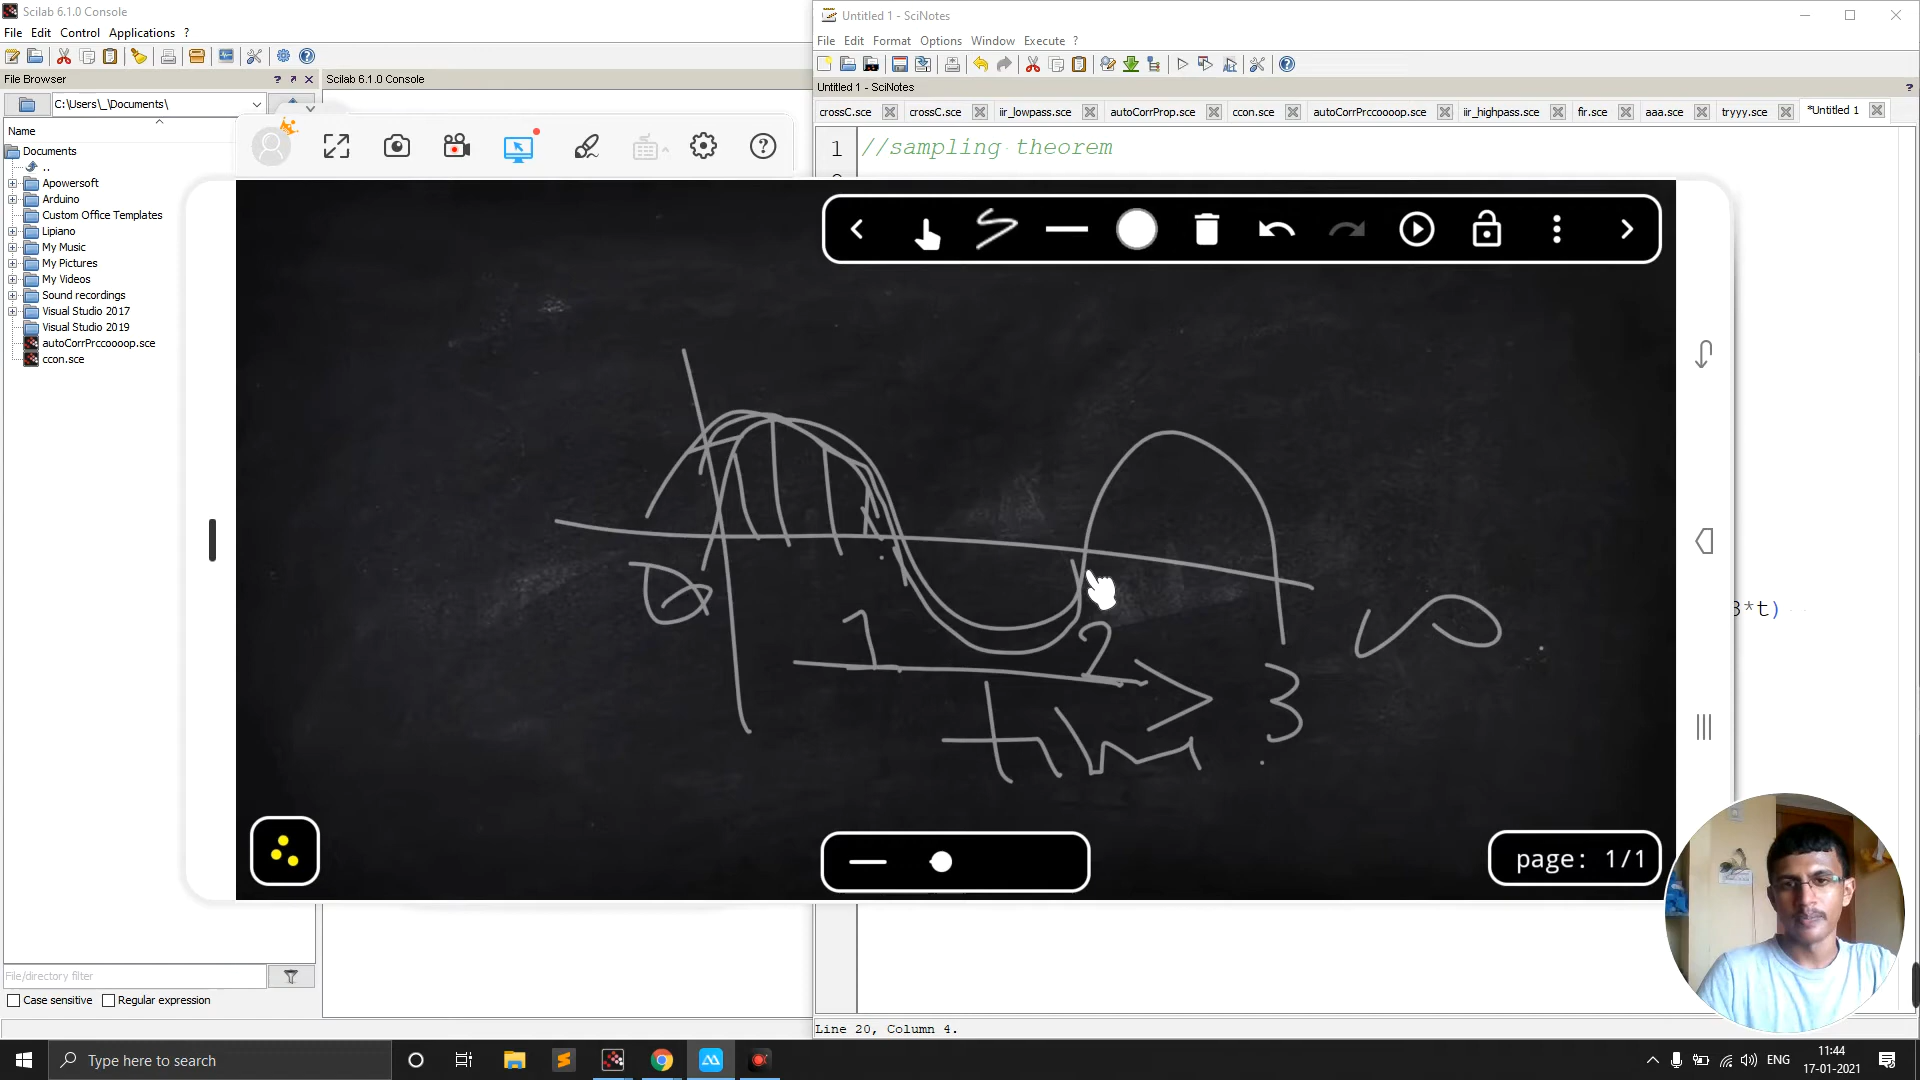 Scilab 6.1.0 Console
File Edit Control Applications ?
File Browser
? 
Scilab 6.1.0 Console
C:\Users\_\Documents\
Name
Documents
..
Apowersoft
Arduino
Custom Office Templates
Lipiano
My Music
My Pictures
My Videos
Sound recordings
Visual Studio 2017
Visual Studio 2019
autoCorrPrccoooop.sce
ccon.sce
File/directory filter
Case sensitive Regular expression
Untitled 1 - SciNotes
File Edit Format Options Window Execute ?
Untitled 1 - SciNotes
?
crossC.sce crossC.sce iir_lowpass.sce autoCorrProp.sce ccon.sce autoCorrPrccoooop.sce iir_highpass.sce fir.sce aaa.sce tryyy.sce *Untitled 1
1 //sampling theorem
*t)
1 2 3
page: 1/1
Line 20, Column 4.
Type here to search
ENG
11:44
17-01-2021